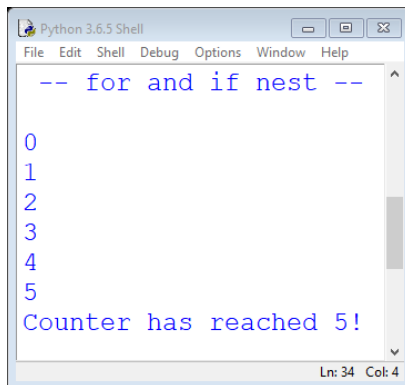 Python 3.6.5 Shell
File Edit Shell Debug Options Window Help
-- for and if nest --
0
1
2
3
4
5
Counter has reached 5!
Ln: 34 Col: 4